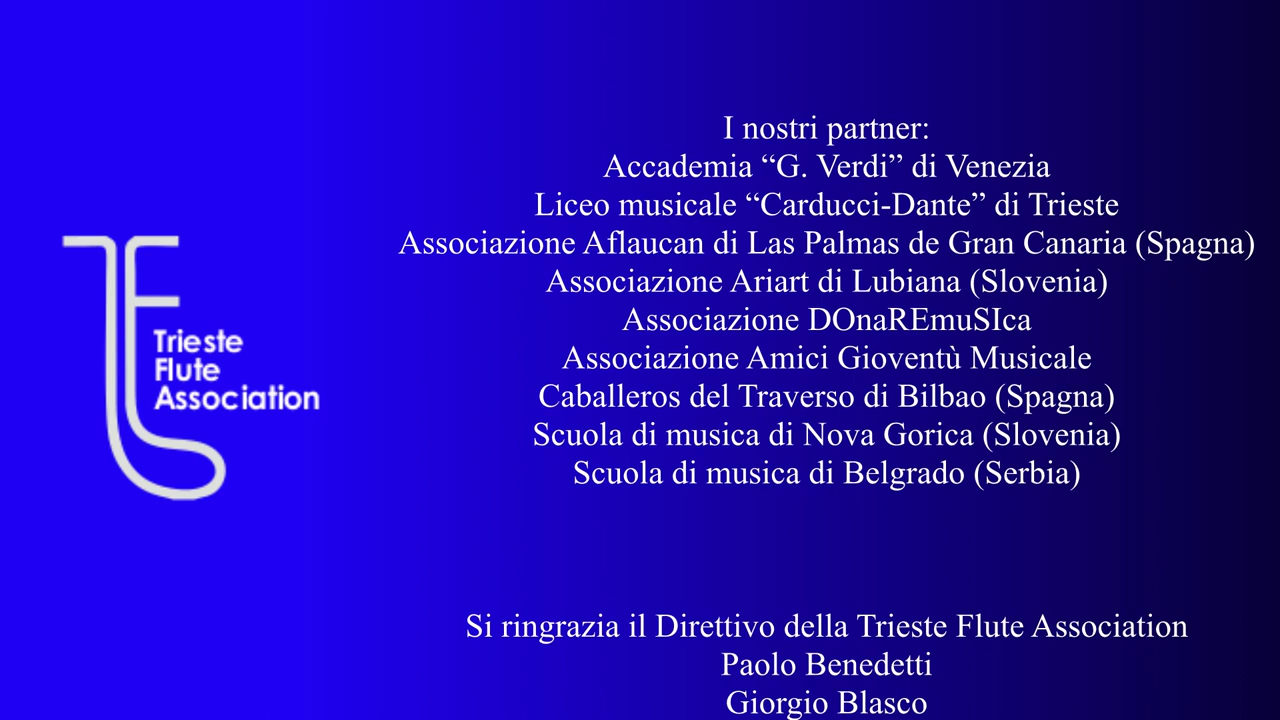 Trieste
Flute
Association
I nostri partner:
Accademia “G. Verdi” di Venezia
Liceo musicale “Carducci-Dante” di Trieste
Associazione Aflaucan di Las Palmas de Gran Canaria (Spagna)
Associazione Ariart di Lubiana (Slovenia)
Associazione DOnaREmuSIca
Associazione Amici Gioventù Musicale
Caballeros del Traverso di Bilbao (Spagna)
Scuola di musica di Nova Gorica (Slovenia)
Scuola di musica di Belgrado (Serbia)
Si ringrazia il Direttivo della Trieste Flute Association
Paolo Benedetti
Giorgio Blasco